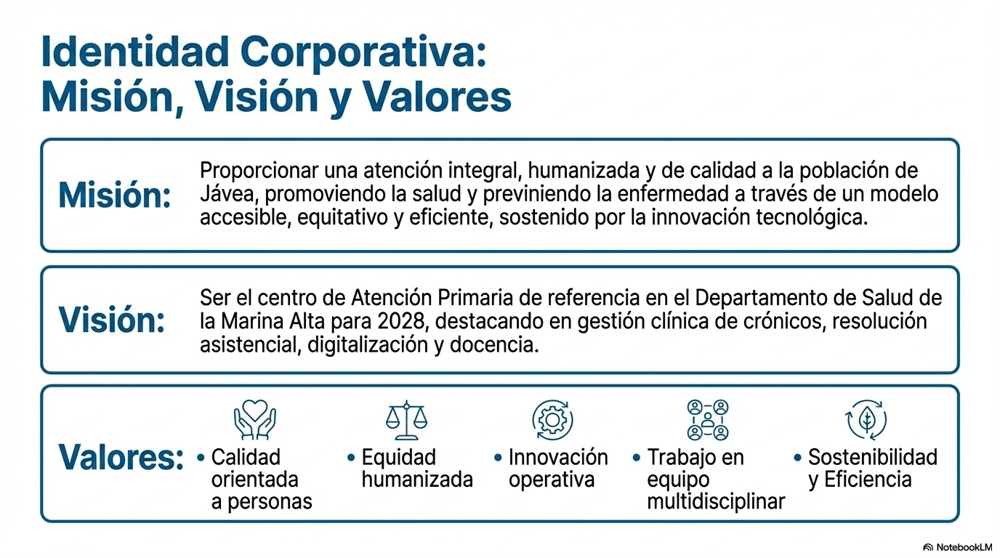 Identidad Corporativa:
Misión, Visión y Valores
Misión:
Proporcionar una atención integral, humanizada y de calidad a la población de
Jávea, promoviendo la salud y previniendo la enfermedad a través de un modelo
accesible, equitativo y eficiente, sostenido por la innovación tecnológica.
Visión:
Ser el centro de Atención Primaria de referencia en el Departamento de Salud de
la Marina Alta para 2028, destacando en gestión clínica de crónicos, resolución
asistencial, digitalización y docencia.
Valores:
• Calidad
orientada
a personas
• Equidad
humanizada
• Innovación
operativa
• Trabajo en
equipo
multidisciplinar
• Sostenibilidad
y Eficiencia
NotebookLM